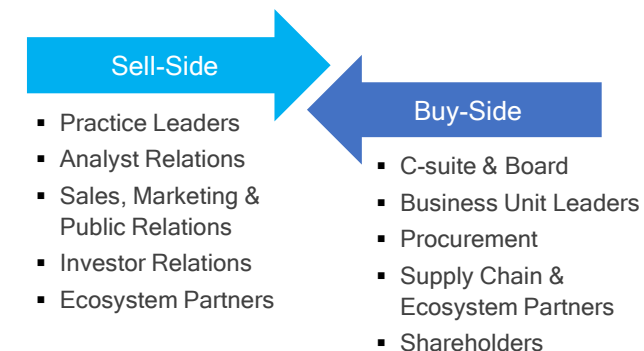 Sell-Side
▪ Practice Leaders
▪ Analyst Relations
▪ Sales, Marketing &
Public Relations
▪ Investor Relations
▪ Ecosystem Partners
Buy-Side
▪ C-suite & Board
▪ Business Unit Leaders
▪ Procurement
▪ Supply Chain &
Ecosystem Partners
▪ Shareholders